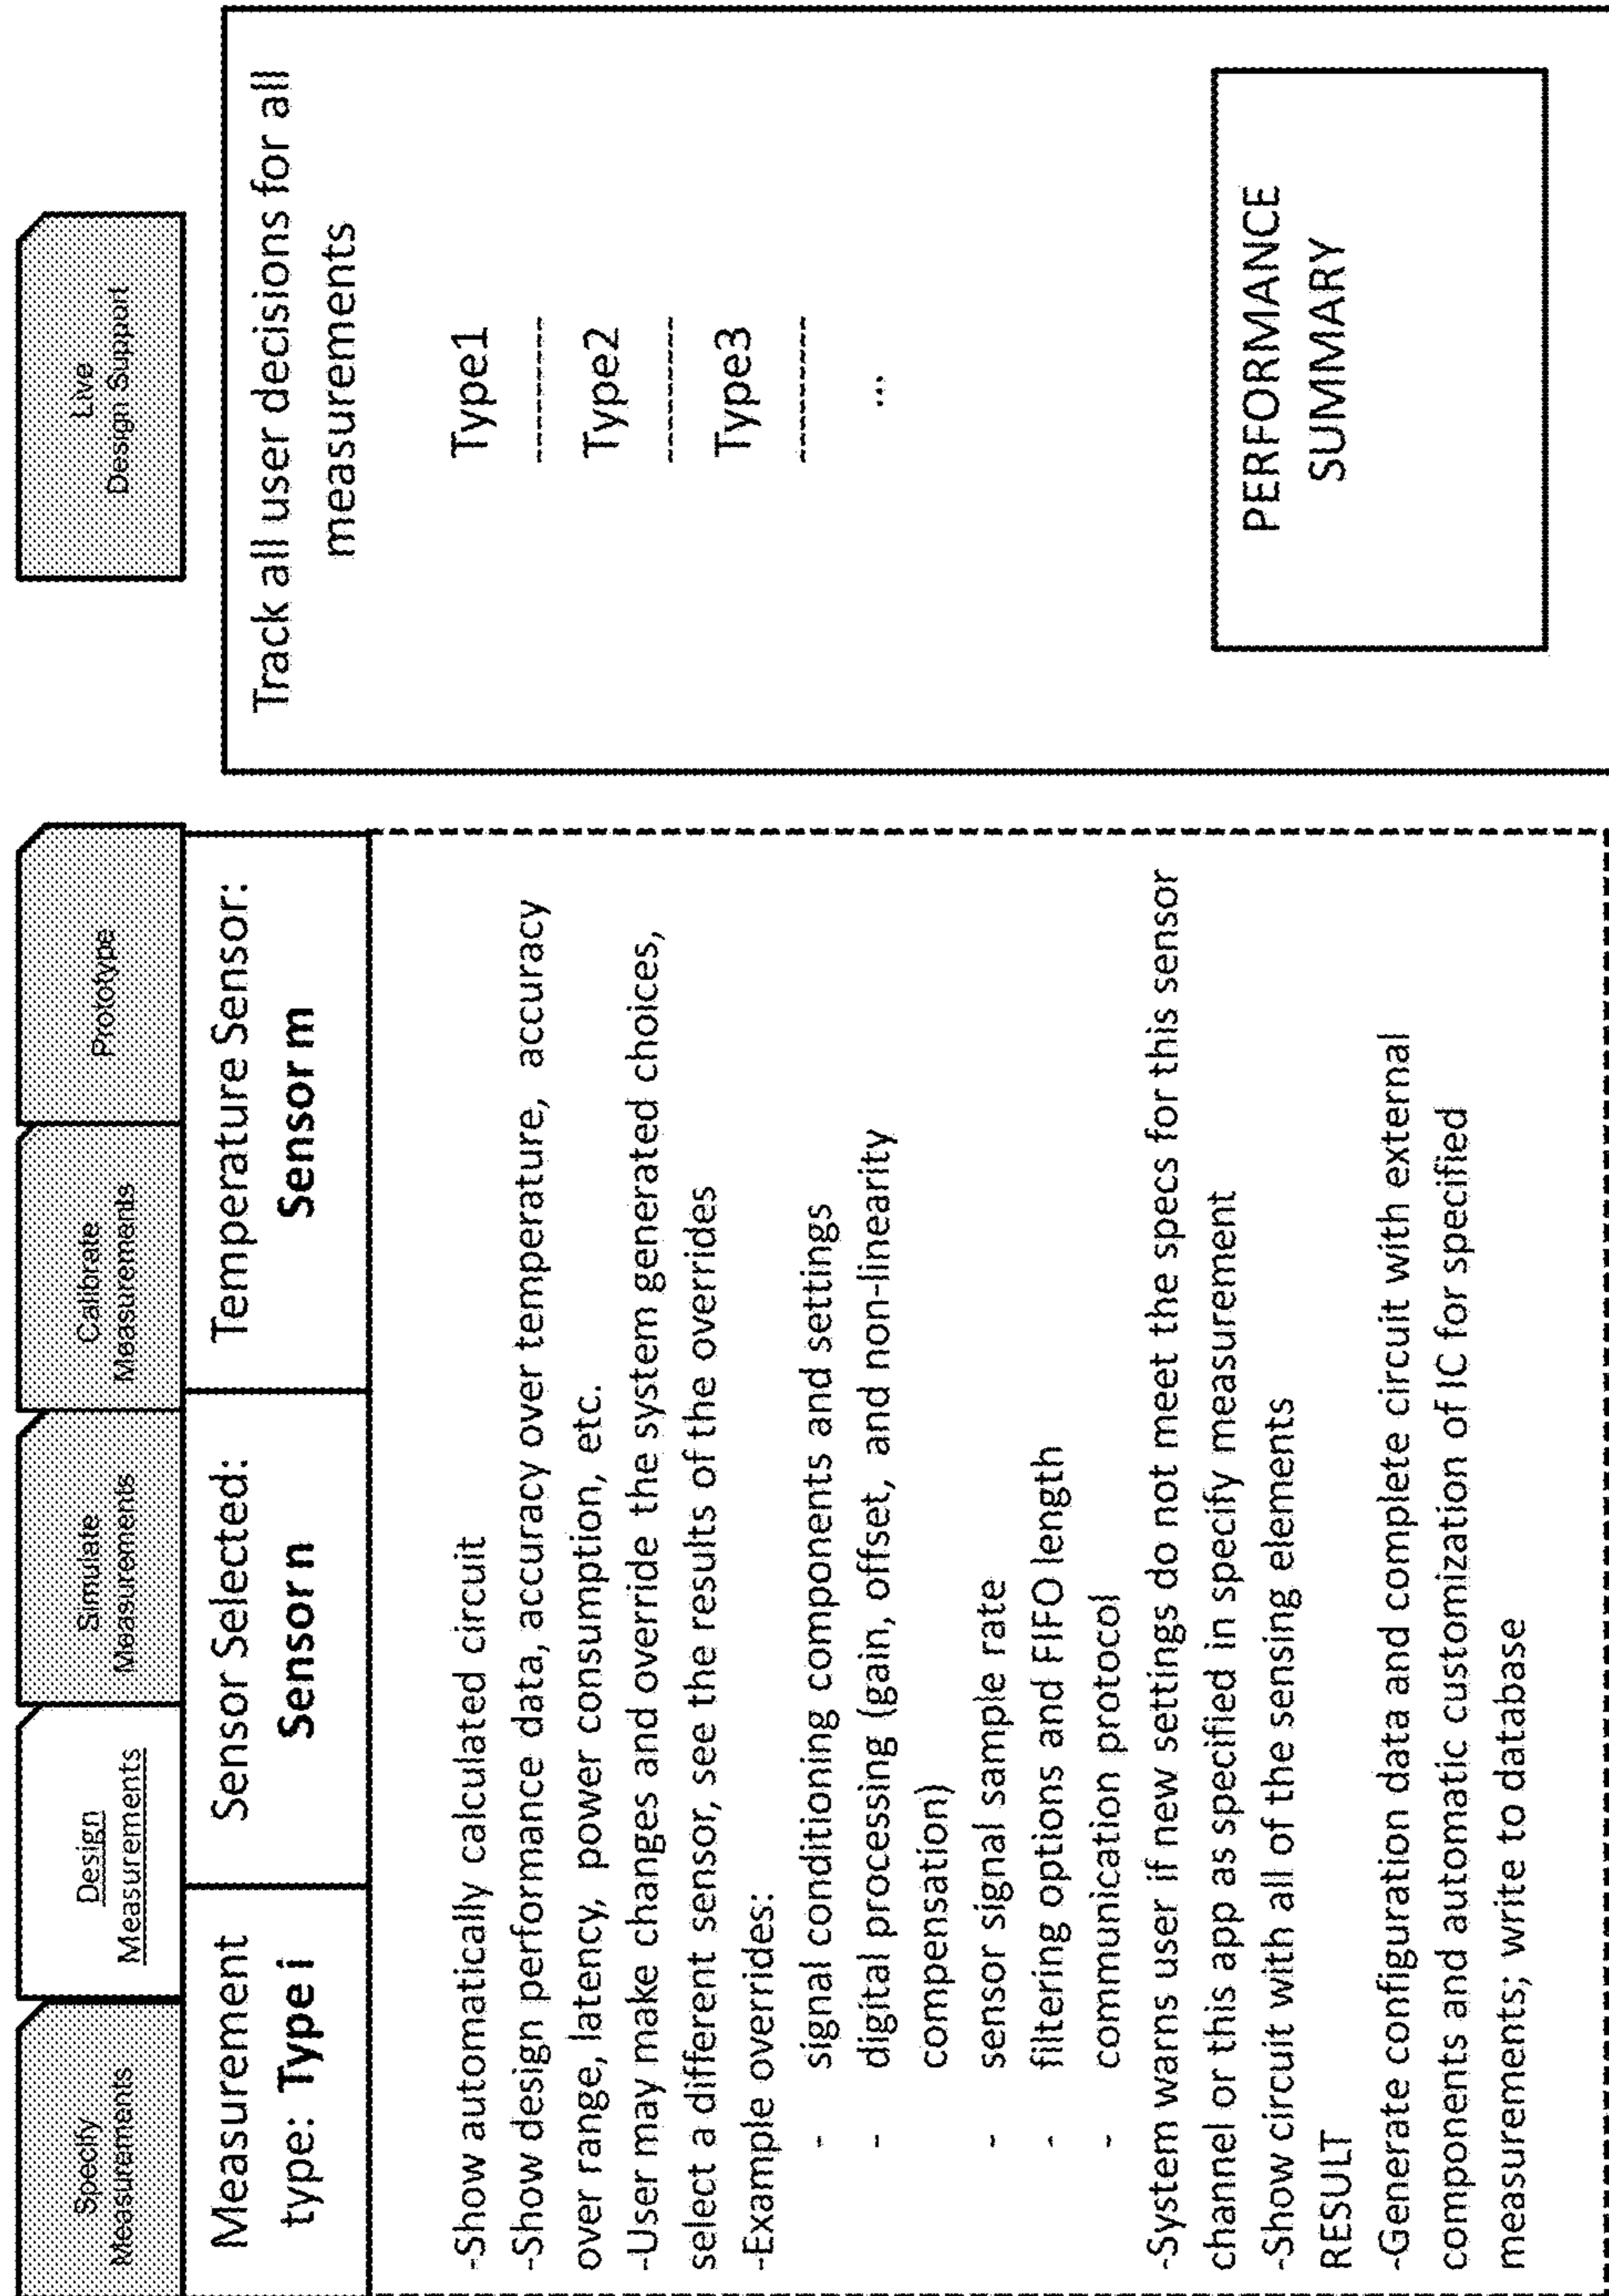 Specify
Measurements
Design
Measurements
Simulate
Measurements
Calibrate
Measurements
Prototype
Live
Design Support
Measurement
type: Type i
Sensor Selected:
Sensor n
Temperature Sensor:
Sensor m
-Show automatically calculated circuit
-Show design performance data, accuracy over temperature, accuracy
over range, latency, power consumption, etc.
-User may make changes and override the system generated choices,
select a different sensor, see the results of the overrides
-Example overrides:
- signal conditioning components and settings
- digital processing (gain, offset, and non-linearity
compensation)
- sensor signal sample rate
- filtering options and FIFO length
- communication protocol
-System warns user if new settings do not meet the specs for this sensor
channel or this app as specified in specify measurement
-Show circuit with all of the sensing elements
RESULT
-Generate configuration data and complete circuit with external
components and automatic customization of IC for specified
measurements; write to database
Track all user decisions for all
measurements
Type1
----------
Type2
----------
Type3
----------
...
PERFORMANCE
SUMMARY